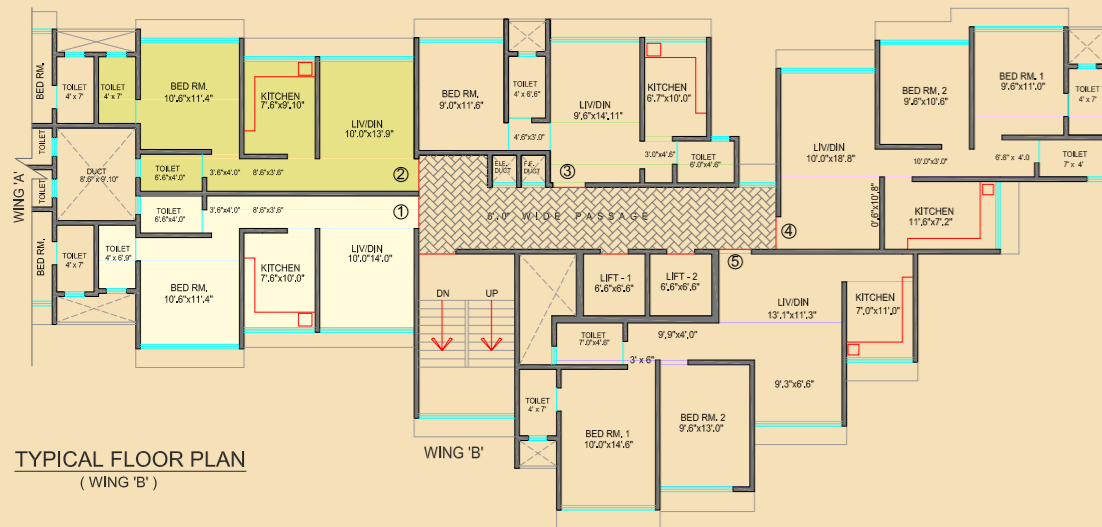 BED RM.
TOILET
4' x 7'
TOILET
4' x 7'
BED RM.
10'.6"x11'.4"
KITCHEN
7'.6"x9'.10"
LIV/DIN
10'.0"x13'.9"
TOILET
TOILET
DUCT
8'.6"x9'.10"
TOILET
6'.6"x4'.0"
3'.6"x4'.0"
8'.6"x3'.6"
2
WING 'A'
TOILET
6'.6"x4'.0"
3'.6"x4'.0"
8'.6"x3'.6"
1
BED RM.
TOILET
4' x 7'
TOILET
4' x 6'.9"
BED RM.
10'.6"x11'.4"
KITCHEN
7'.6"x10'.0"
LIV/DIN
10'.0"14'.0"
BED RM.
9'.0"x11'.6"
TOILET
4' x 6'.6"
4'.6"x3'.0"
LIV/DIN
9'.6"x14'.11"
KITCHEN
6'.7"x10'.0"
3'.0"x4'.6"
TOILET
6'.0"x4'.6"
ELE.
DUCT
F.F.
DUCT
3
6'.0" WIDE PASSAGE
LIV/DIN
10'.0"x18'.8"
BED RM. 2
9'.6"x10'.6"
BED RM. 1
9'.6"x11'.0"
TOILET
4' x 7'
10'.0"x3'.0"
6'.6" x 4'.0
TOILET
7' x 4'
0'.6"x10'.8"
KITCHEN
11'.6"x7'.2"
4
5
DN
UP
LIFT - 1
6'.6"x6'.6"
LIFT - 2
6'.6"x6'.6"
LIV/DIN
13'.1"x11'.3"
KITCHEN
7'.0"x11'.0"
TOILET
7'.0"x4'.6"
9'.9"x4'.0"
3' x 6"
9'.3"x6'.6"
TOILET
4' x 7'
BED RM. 1
10'.0"x14'.6"
BED RM. 2
9'.6"x13'.0"
WING 'B'
TYPICAL FLOOR PLAN
( WING 'B' )